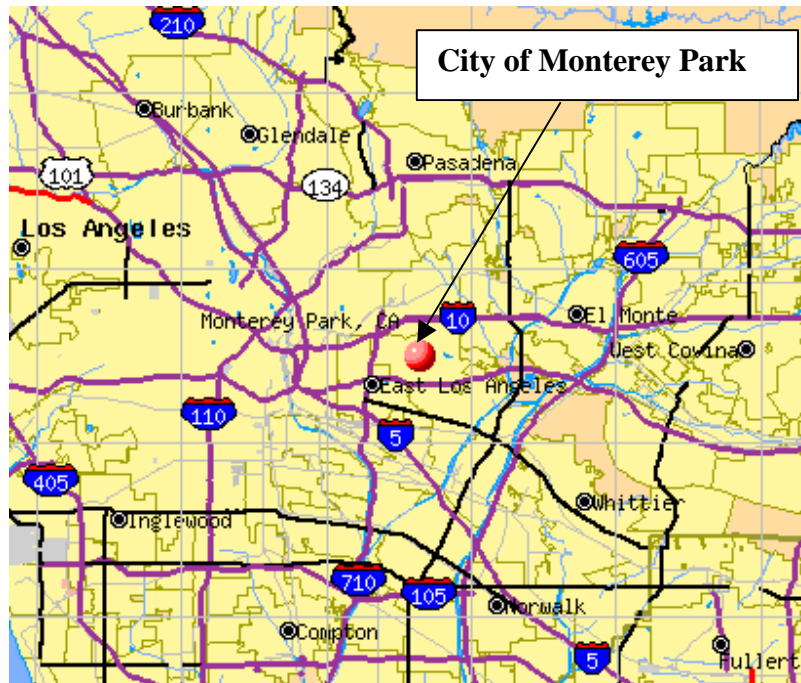 210
City of Monterey Park
Burbank
Glendale
Pasadena
101
134
Los Angeles
605
Monterey Park, CA
10
El Monte
West Covina
East Los Angeles
110
5
405
Whittier
Inglewood
710
105
Norwalk
Compton
5
Fullert